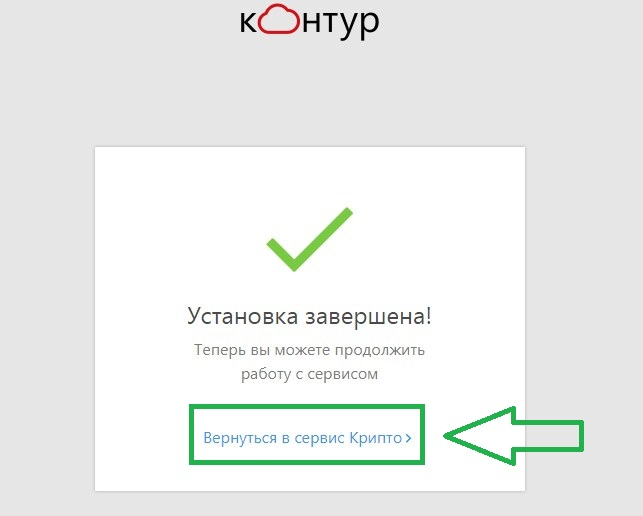 контур
Установка завершена!
Теперь вы можете продолжить
работу с сервисом
Вернуться в сервис Крипто >